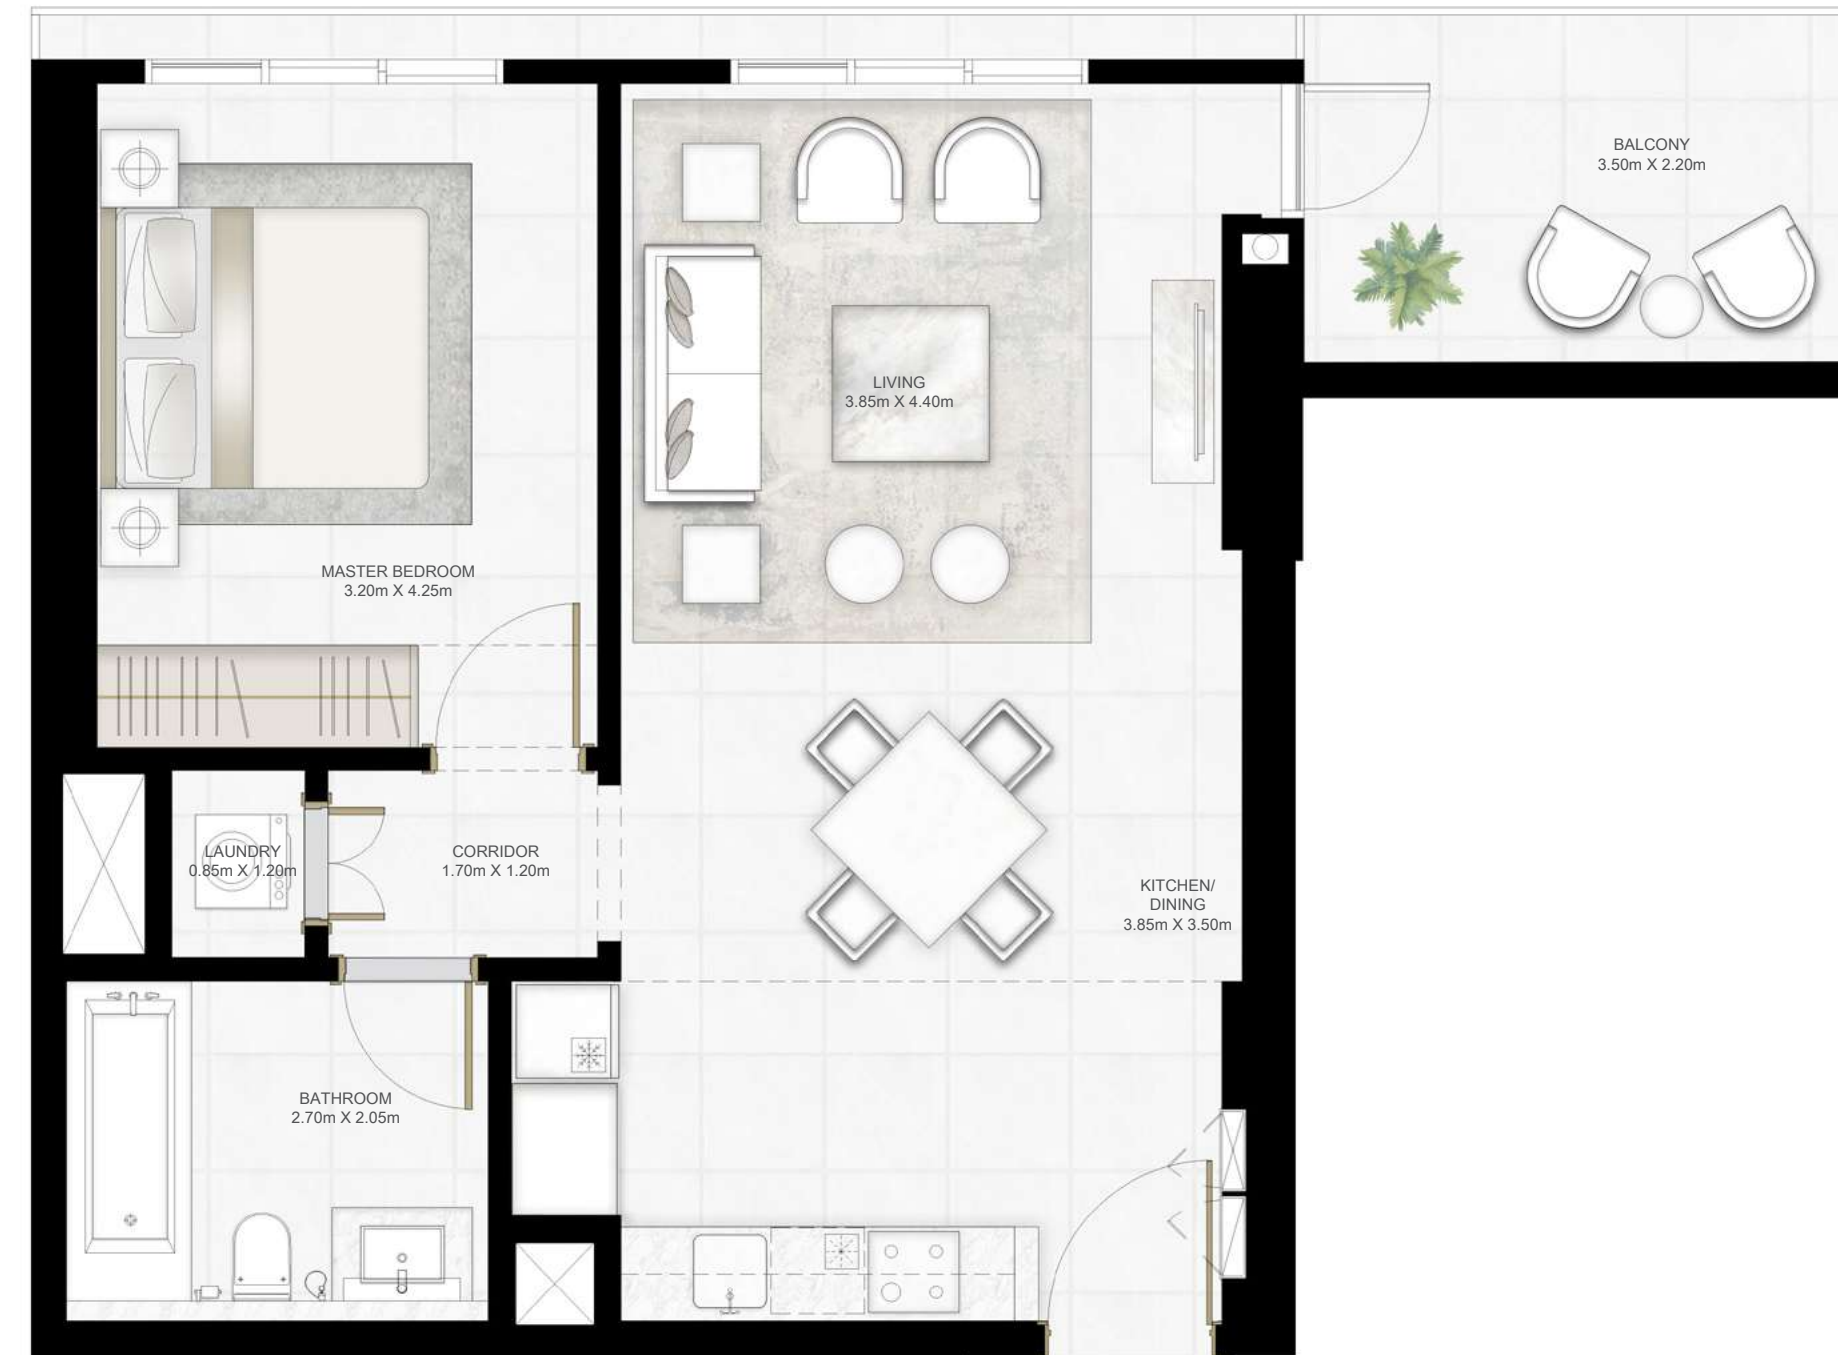 BALCONY
3.50m X 2.20m
LIVING
3.85m X 4.40m
MASTER BEDROOM
3.20m X 4.25m
LAUNDRY
0.85m X 1.20m
CORRIDOR
1.70m X 1.20m
KITCHEN/
DINING
3.85m X 3.50m
BATHROOM
2.70m X 2.05m